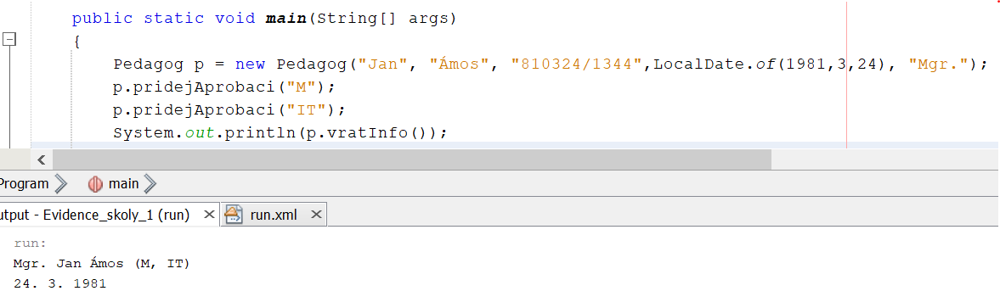 public static void main(String[] args)
{
Pedagog p = new Pedagog("Jan", "Ámos", "810324/1344",LocalDate.of(1981,3,24), "Mgr.");
p.pridejAprobaci("M");
p.pridejAprobaci("IT");
System.out.println(p.vratInfo());
Program main
utput - Evidence_skoly_1 (run) run.xml
run:
Mgr. Jan Ámos (M, IT)
24. 3. 1981